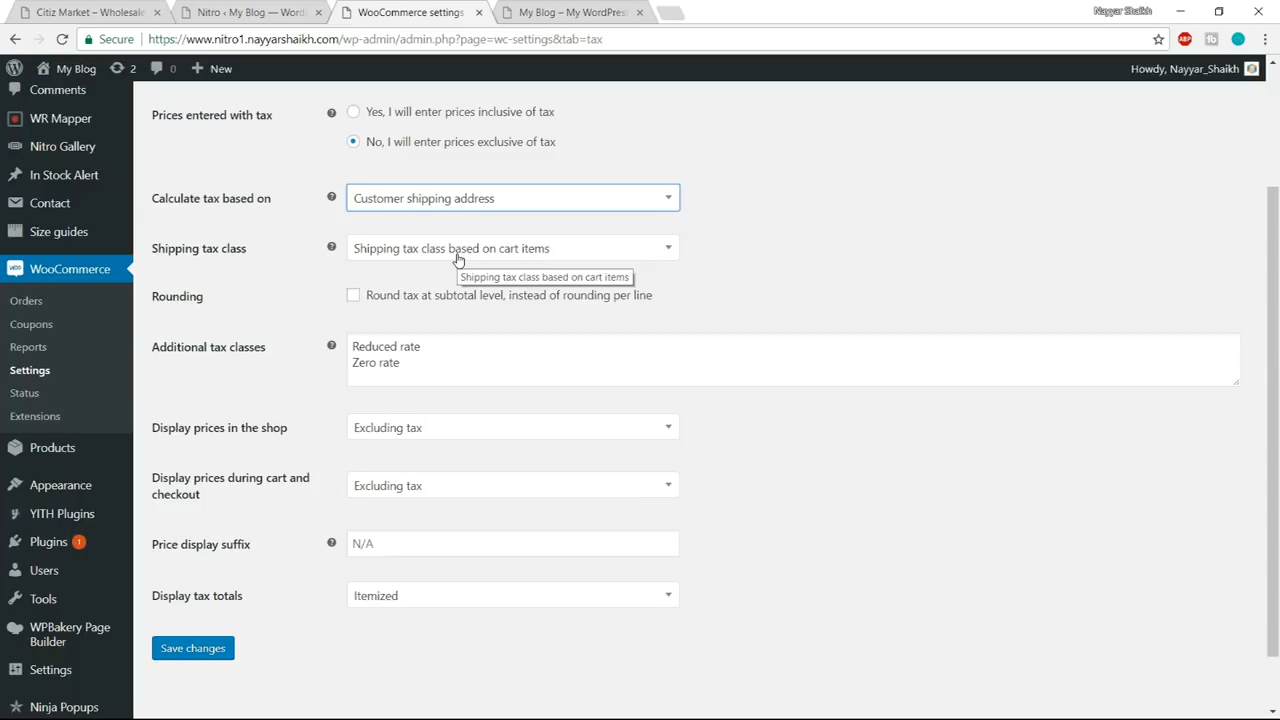 Citiz Market – Wholesale
Nitro ‹ My Blog — Word
WooCommerce settings
My Blog – My WordPress
Nayyar Shaikh
Secure
https://www.nitro1.nayyarshaikh.com/wp-admin/admin.php?page=wc-settings&tab=tax
My Blog
2
0
New
Howdy, Nayyar_Shaikh
Comments
WR Mapper
Nitro Gallery
In Stock Alert
Contact
Size guides
WooCommerce
Orders
Coupons
Reports
Settings
Status
Extensions
Products
Appearance
YITH Plugins
Plugins 1
Users
Tools
WPBakery Page
Builder
Settings
Ninja Popups
Prices entered with tax
Yes, I will enter prices inclusive of tax
No, I will enter prices exclusive of tax
Calculate tax based on
Customer shipping address
Shipping tax class
Shipping tax class based on cart items
Shipping tax class based on cart items
Rounding
Round tax at subtotal level, instead of rounding per line
Additional tax classes
Reduced rate
Zero rate
Display prices in the shop
Excluding tax
Display prices during cart and
checkout
Excluding tax
Price display suffix
N/A
Display tax totals
Itemized
Save changes